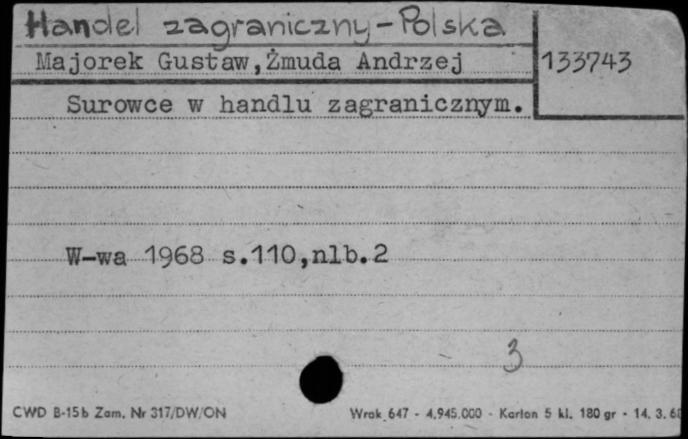 Handel zagraniczny - Polska
Majorek Gustaw,Żmuda Andrzej
133743
Surowce w handlu zagranicznym.
W-wa 1968 s.110,nlb.2
3
CWD B-15b Zam. Nr 317/DW/ON
Wrok 647 - 4.945.000 - Karton 5 kl. 180 gr - 14. 3.